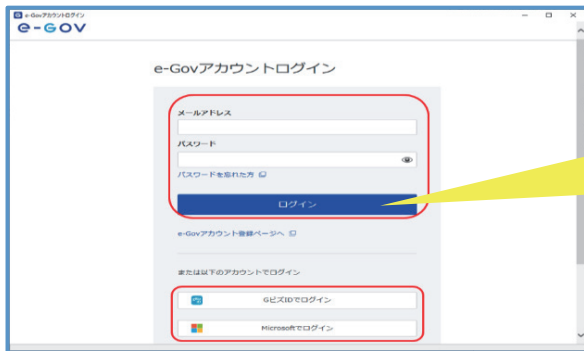 e-Govアカウントログイン
e-GOV
e-Govアカウントログイン
メールアドレス
パスワード
パスワードを忘れた方
ログイン
e-Govアカウント登録ページへ
または以下のアカウントでログイン
GビズIDでログイン
Microsoftでログイン